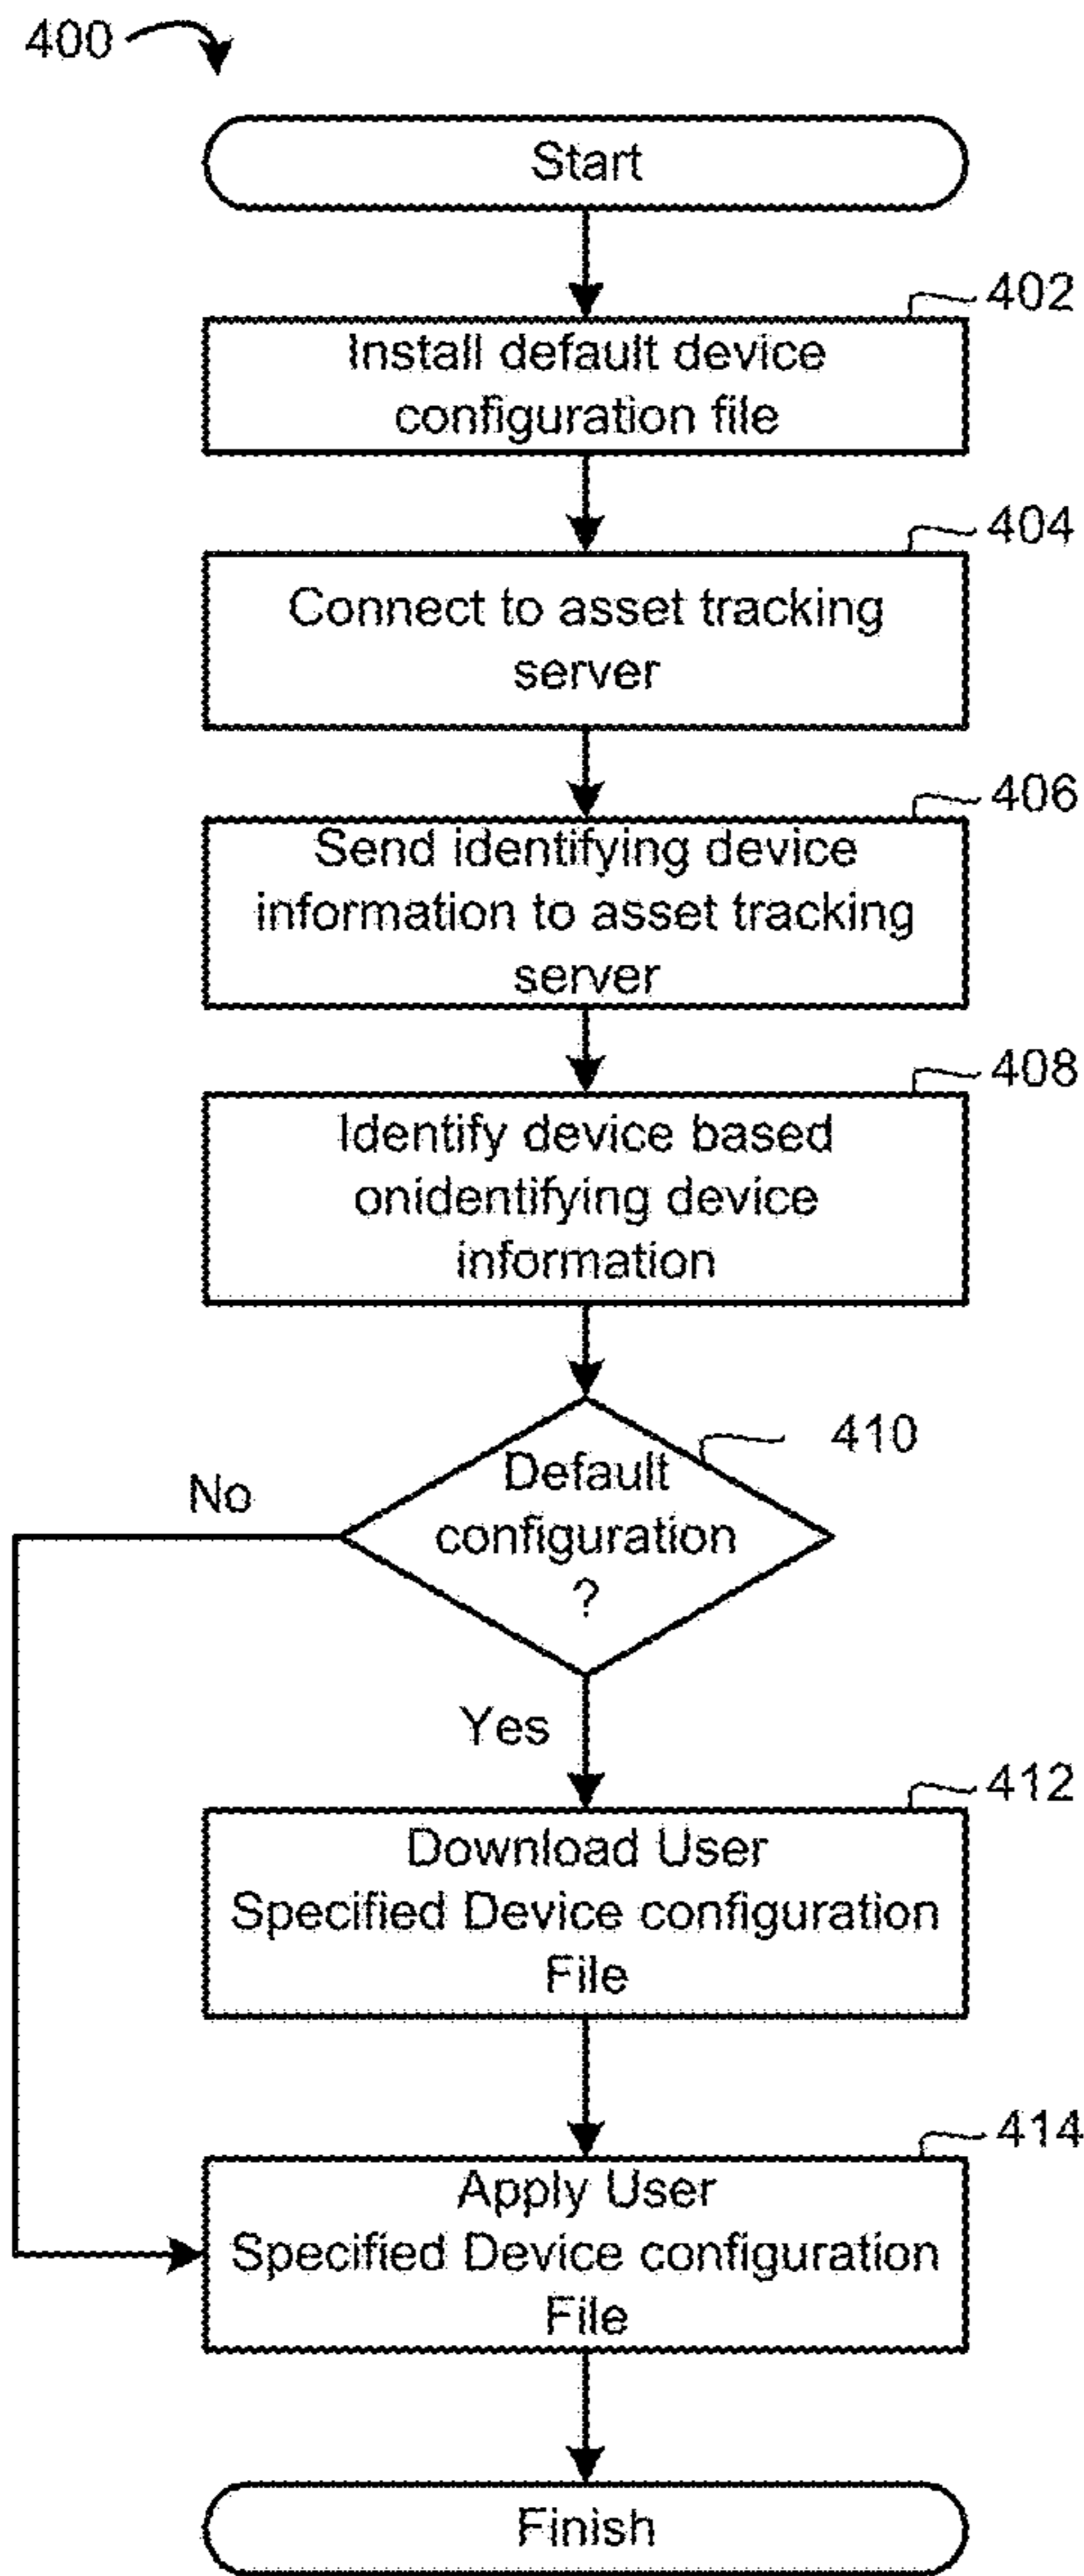 400
Start
402
Install default device
configuration file
404
Connect to asset tracking
server
406
Send identifying device
information to asset tracking
server
408
Identify device based
onidentifying device
information
410
Default
configuration
?
No
Yes
412
Download User
Specified Device configuration
File
414
Apply User
Specified Device configuration
File
Finish